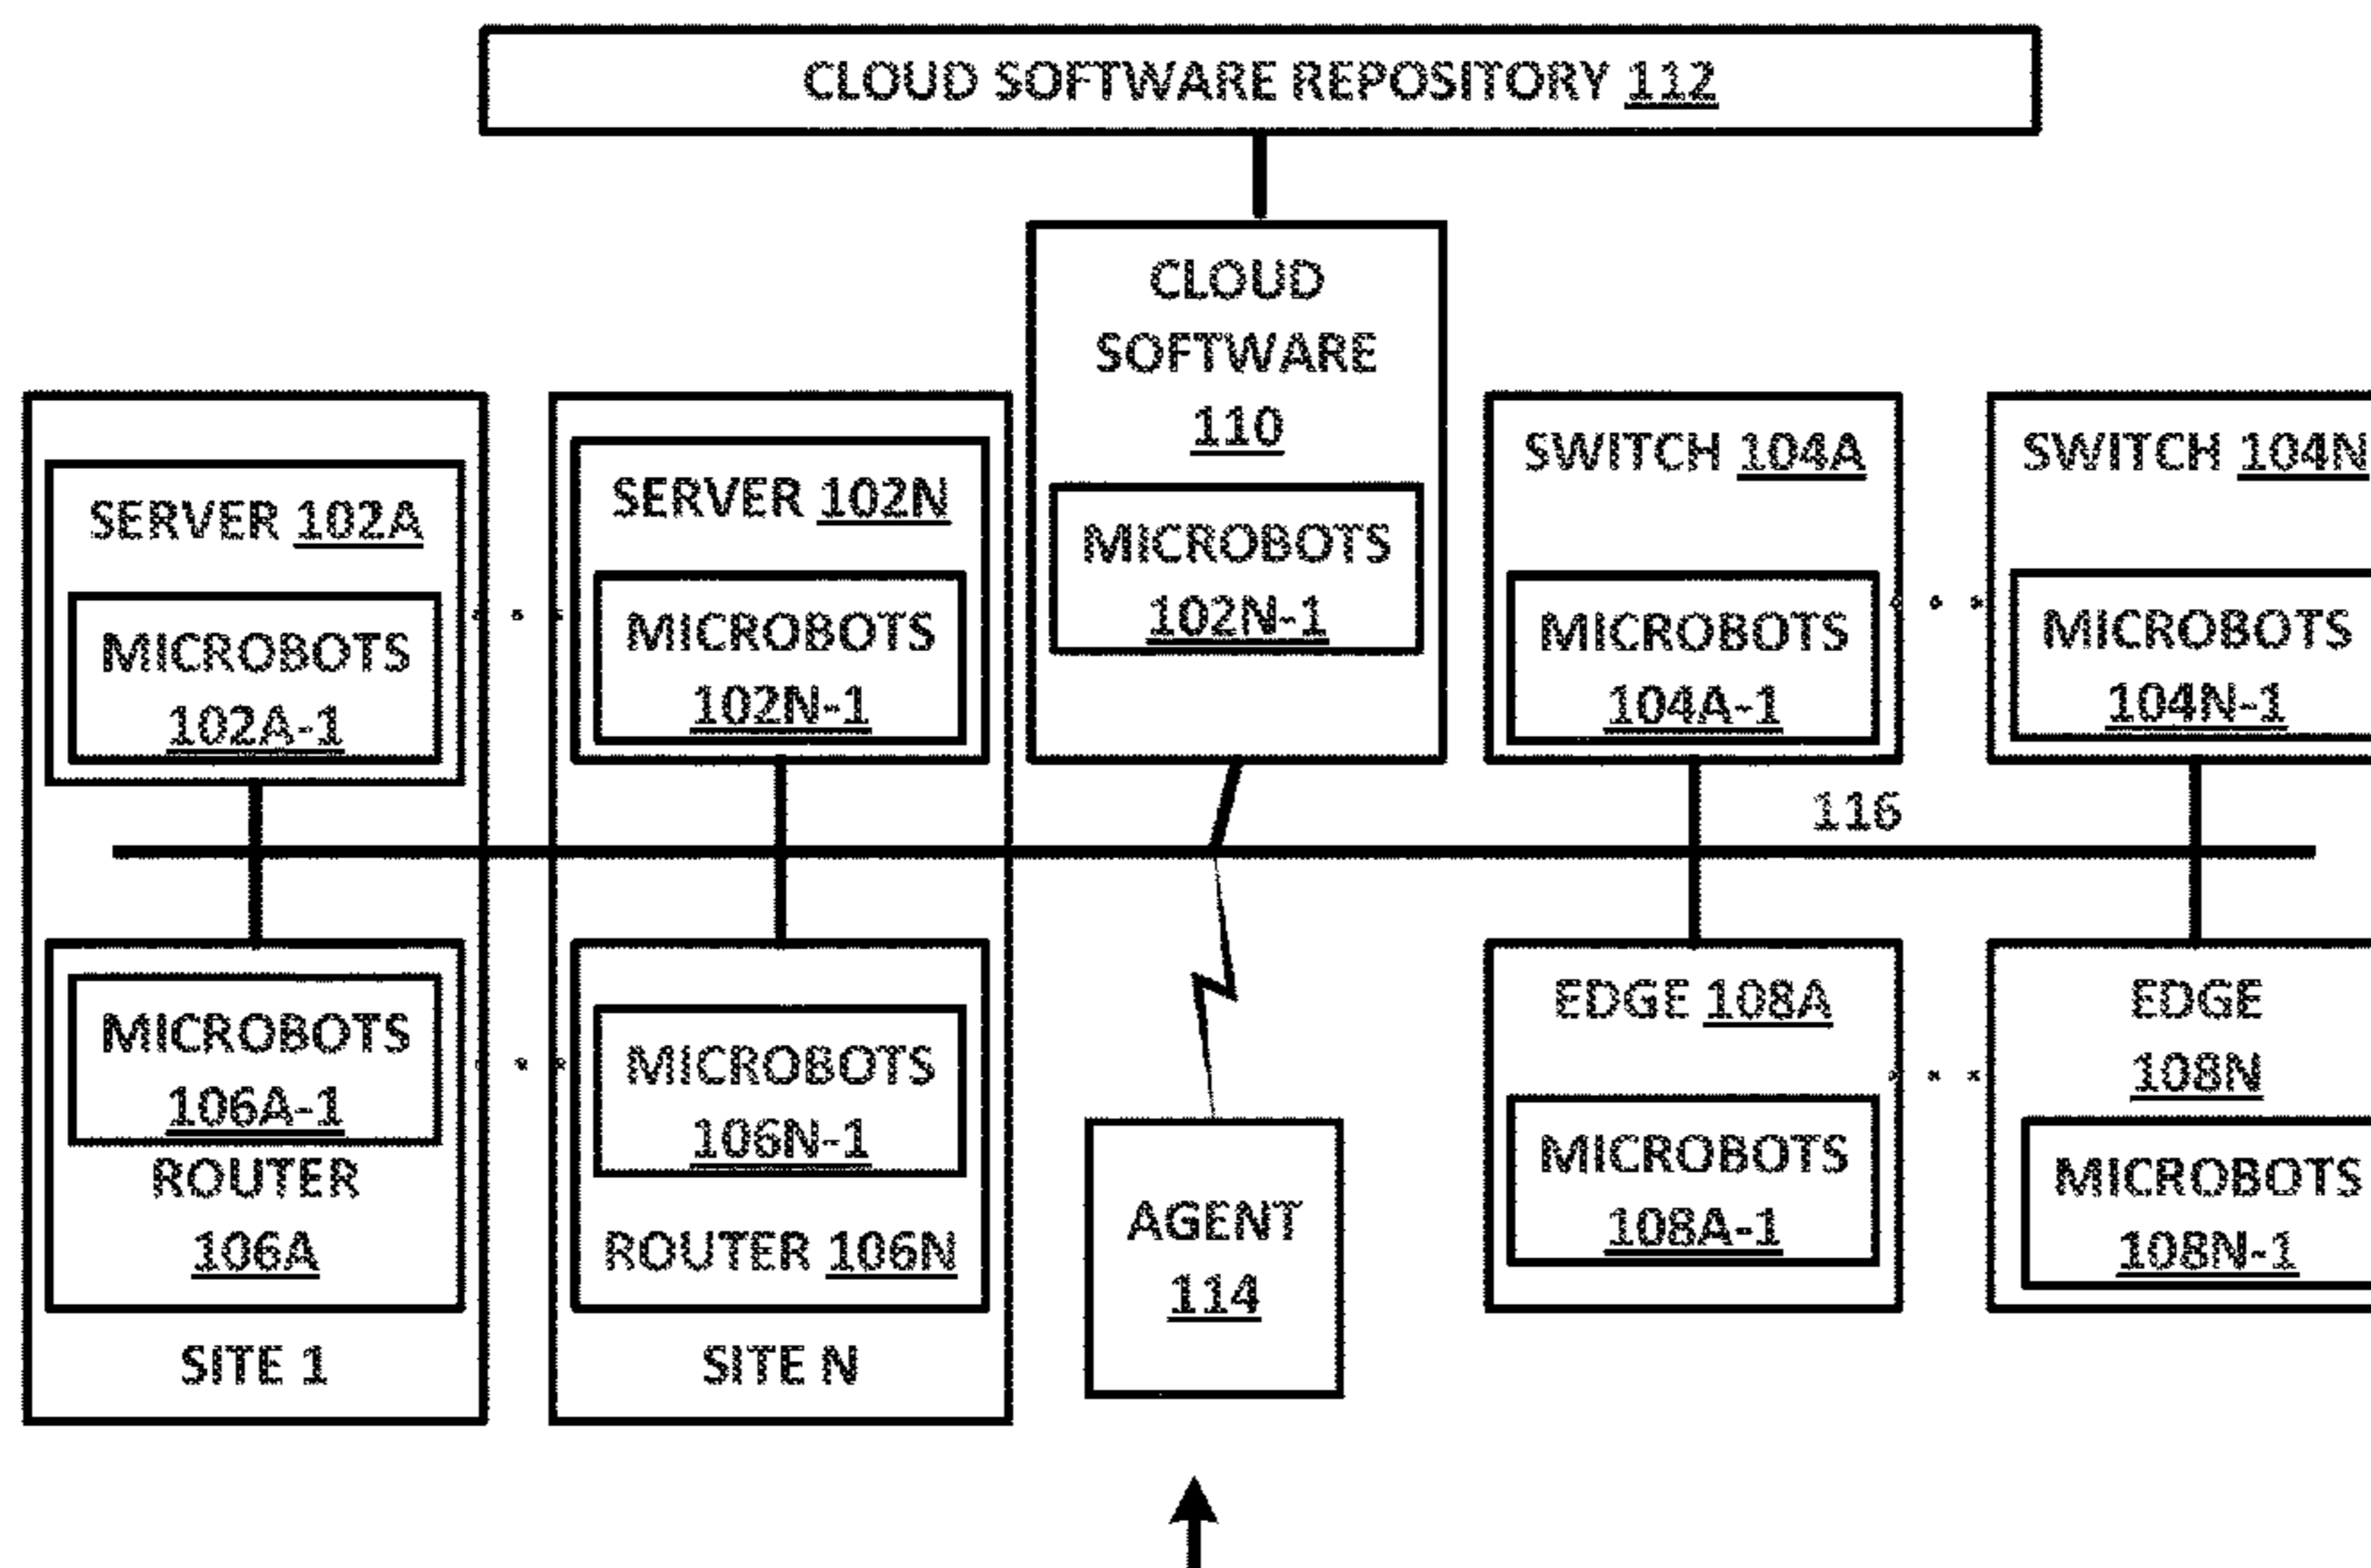 CLOUD SOFTWARE REPOSITORY 112
CLOUD
SOFTWARE
110
MICROBOTS
102N-1
SERVER 102A
MICROBOTS
102A-1
SERVER 102N
MICROBOTS
102N-1
SWITCH 104A
MICROBOTS
104A-1
SWITCH 104N
MICROBOTS
104N-1
116
MICROBOTS
106A-1
ROUTER
106A
SITE 1
MICROBOTS
106N-1
ROUTER 106N
SITE N
AGENT
114
EDGE 108A
MICROBOTS
108A-1
EDGE
108N
MICROBOTS
108N-1